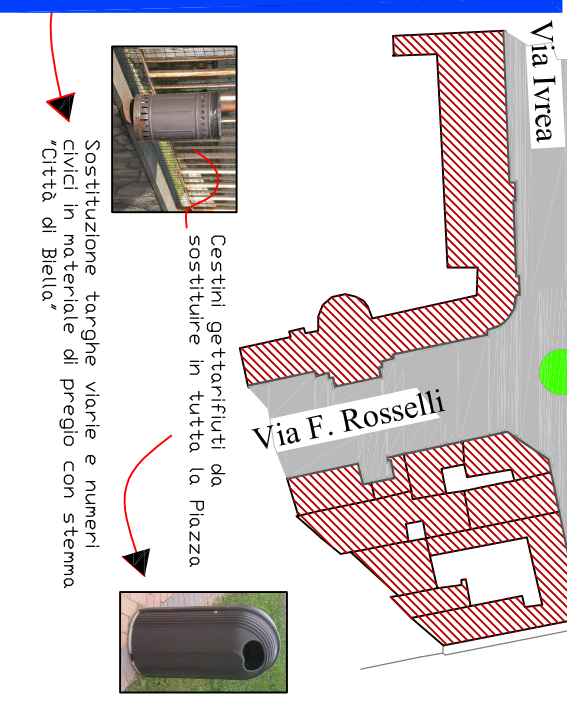 Via Ivrea
Via F. Rosselli
Cestini gettarifiuti da
sostituire in tutta la Piazza
Sostituzione targhe viarie e numeri
civici in materiale di pregio con stemma
"Città di Biella"